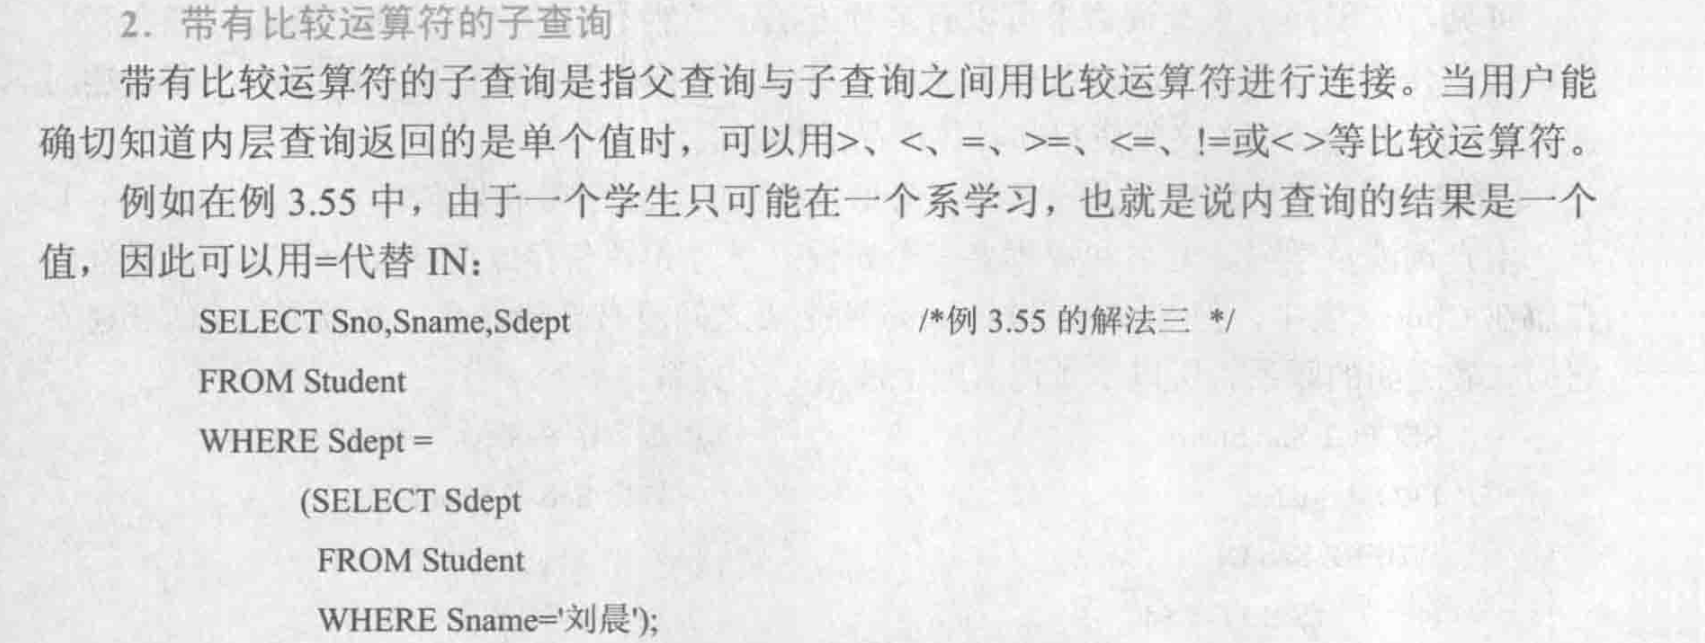 2. 带有比较运算符的子查询
带有比较运算符的子查询是指父查询与子查询之间用比较运算符进行连接。当用户能
确切知道内层查询返回的是单个值时，可以用>、<、=、>=、<=、!=或< >等比较运算符。
例如在例 3.55 中，由于一个学生只可能在一个系学习，也就是说内查询的结果是一个
值，因此可以用=代替 IN：
SELECT Sno,Sname,Sdept /*例 3.55 的解法三 */
FROM Student
WHERE Sdept =
(SELECT Sdept
FROM Student
WHERE Sname='刘晨');